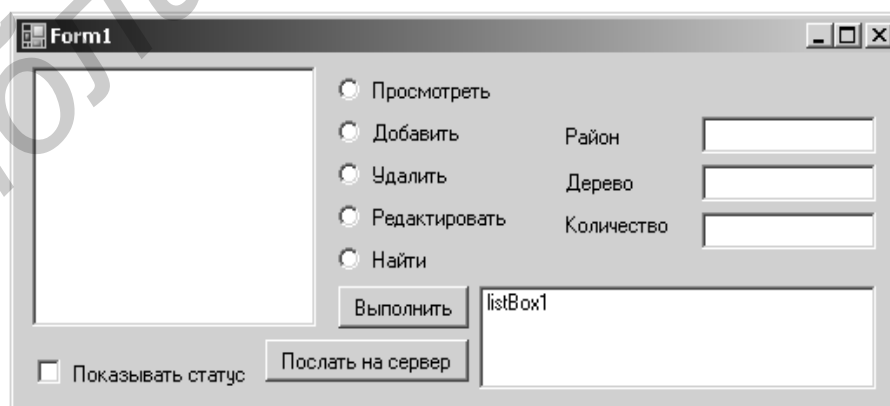 Form1
Просмотреть
Добавить
Удалить
Редактировать
Найти
Район
Дерево
Количество
Выполнить
listBox1
Послать на сервер
Показывать статус